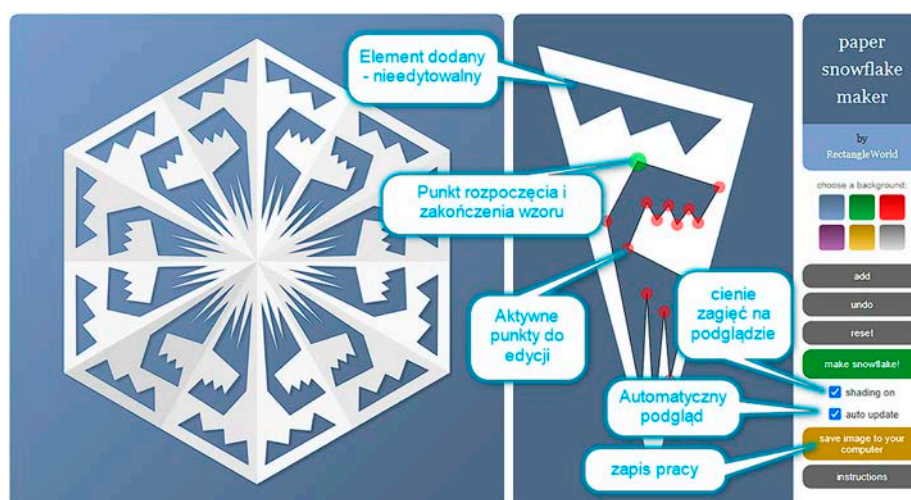 Element dodany
- nieedytowalny
Punkt rozpoczęcia i
zakończenia wzoru
Aktywne
punkty do
edycji
cienie
zagięć na
podglądzie
Automatyczny
podgląd
zapis pracy
paper
snowflake
maker
by
RectangleWorld
choose a background:
add
undo
reset
make snowflake!
shading on
auto update
save image to your
computer
instructions